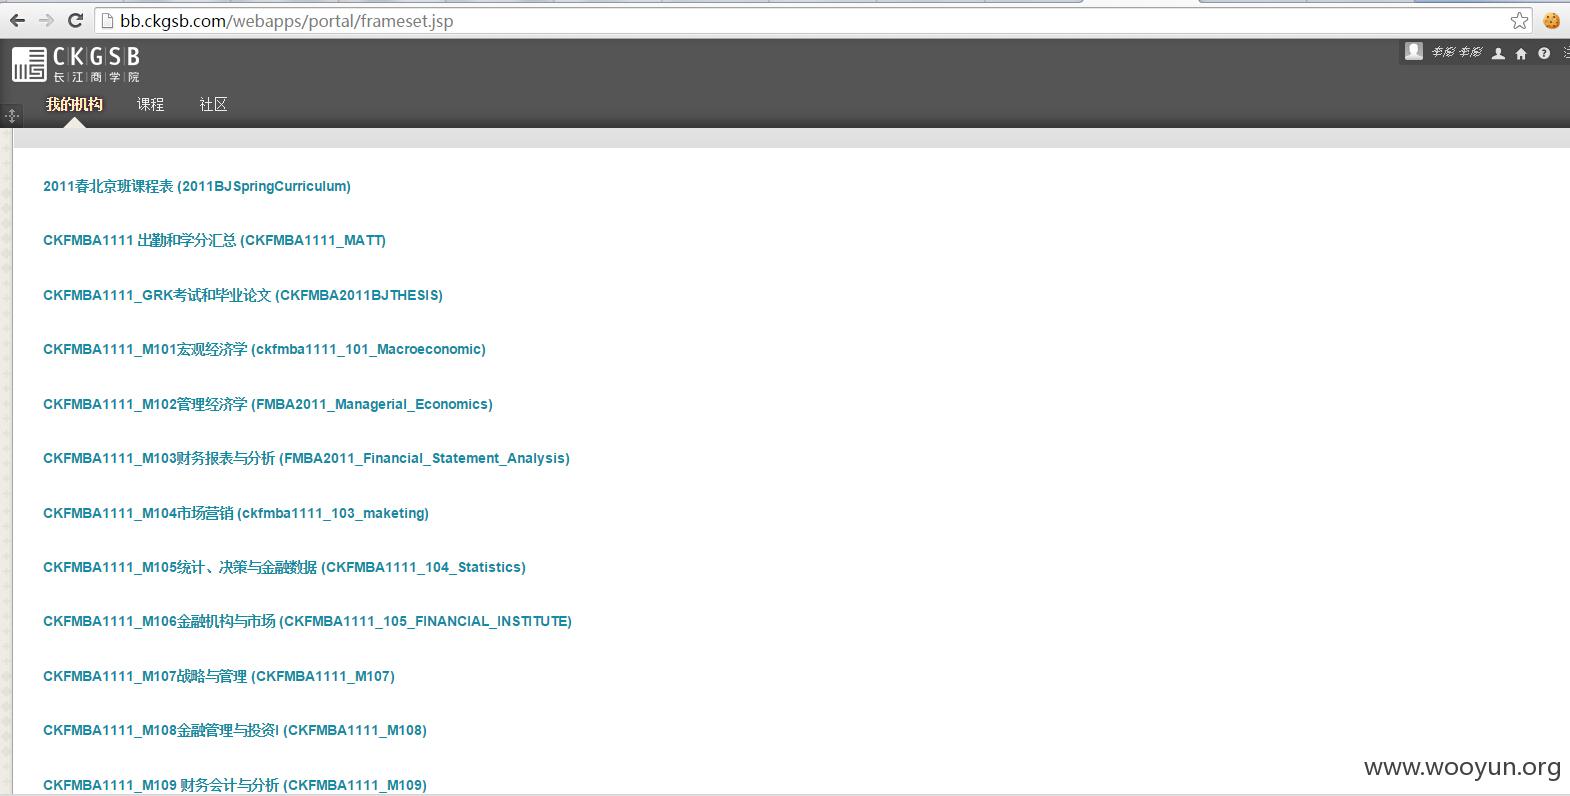 bb.ckgsb.com/webapps/portal/frameset.jsp
CKGSB
长江商学院
我的机构 课程 社区
2011春北京班课程表 (2011BJSpringCurriculum)
CKFMBA1111 出勤和学分汇总 (CKFMBA1111_MATT)
CKFMBA1111_GRK考试和毕业论文 (CKFMBA2011BJTHESIS)
CKFMBA1111_M101宏观经济学 (ckfmba1111_101_Macroeconomic)
CKFMBA1111_M102管理经济学 (FMBA2011_Managerial_Economics)
CKFMBA1111_M103财务报表与分析 (FMBA2011_Financial_Statement_Analysis)
CKFMBA1111_M104市场营销 (ckfmba1111_103_maketing)
CKFMBA1111_M105统计、决策与金融数据 (CKFMBA1111_104_Statistics)
CKFMBA1111_M106金融机构与市场 (CKFMBA1111_105_FINANCIAL_INSTITUTE)
CKFMBA1111_M107战略与管理 (CKFMBA1111_M107)
CKFMBA1111_M108金融管理与投资I (CKFMBA1111_M108)
CKFMBA1111_M109 财务会计与分析 (CKFMBA1111_M109)
www.wooyun.org